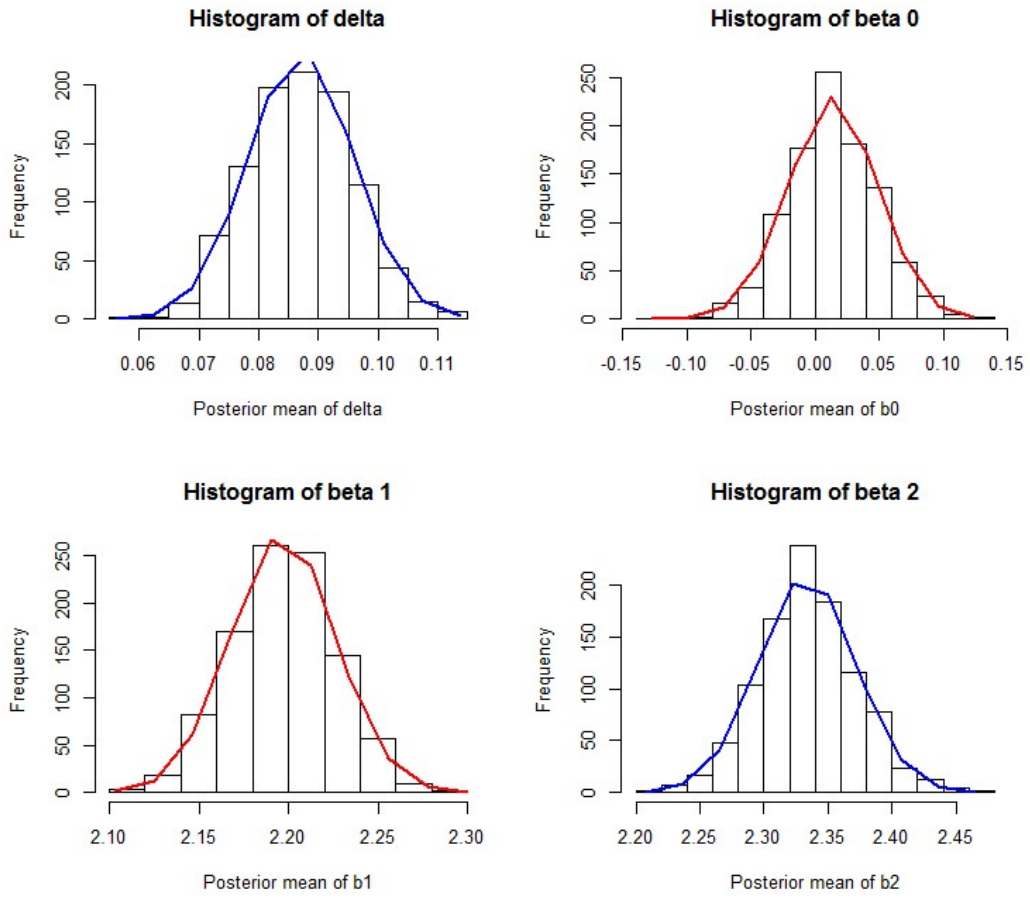 Histogram of delta
Frequency
0 50 100 150 200
0.06 0.07 0.08 0.09 0.10 0.11
Posterior mean of delta
Histogram of beta 0
Frequency
0 50 100 150 200 250
-0.15 -0.10 -0.05 0.00 0.05 0.10 0.15
Posterior mean of b0
Histogram of beta 1
Frequency
0 50 100 150 200 250
2.10 2.15 2.20 2.25 2.30
Posterior mean of b1
Histogram of beta 2
Frequency
0 50 100 150 200
2.20 2.25 2.30 2.35 2.40 2.45
Posterior mean of b2